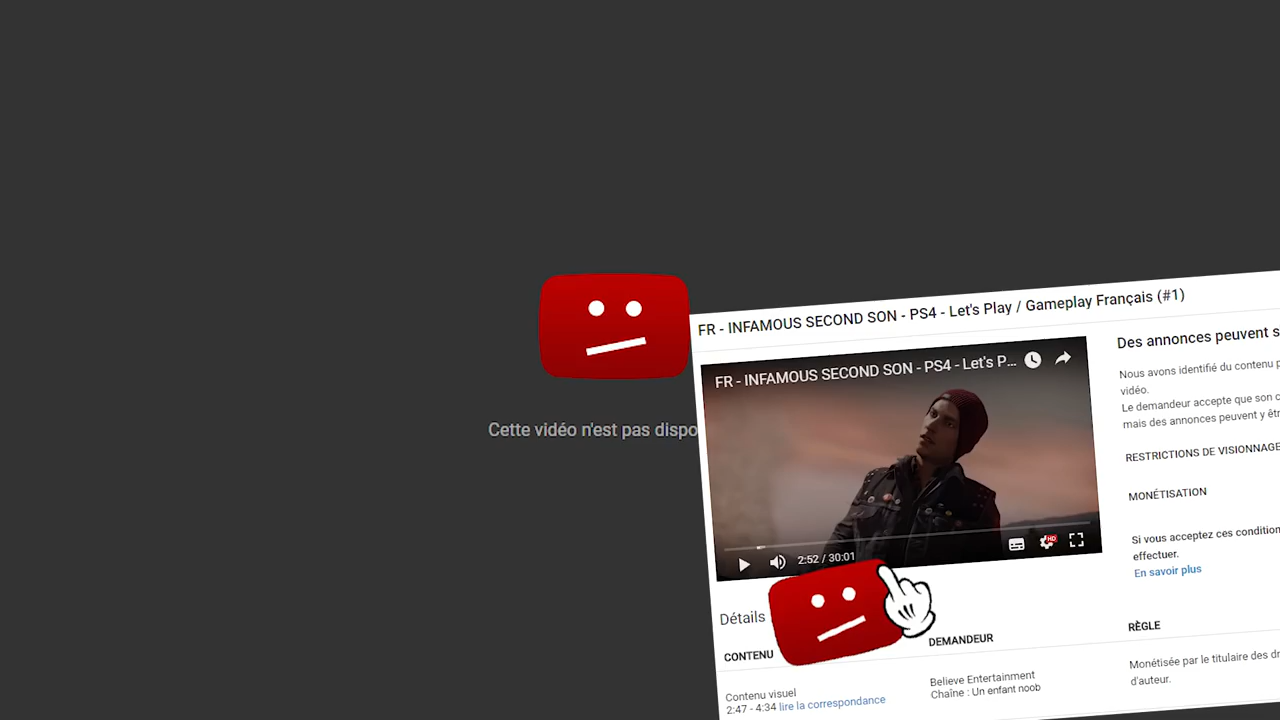 Cette vidéo n'est pas dispo
FR - INFAMOUS SECOND SON - PS4 - Let's Play / Gameplay Français (#1)
FR - INFAMOUS SECOND SON - PS4 - Let's P...
2:52 / 30:01
HD
Des annonces peuvent s
Nous avons identifié du contenu p
vidéo.
Le demandeur accepte que son c
mais des annonces peuvent y êtr
RESTRICTIONS DE VISIONNAGE
MONÉTISATION
Si vous acceptez ces condition
effectuer.
En savoir plus
Détails
CONTENU
DEMANDEUR
RÈGLE
Contenu visuel
2:47 - 4:34 lire la correspondance
Believe Entertainment
Chaîne : Un enfant noob
Monétisée par le titulaire des dr
d'auteur.